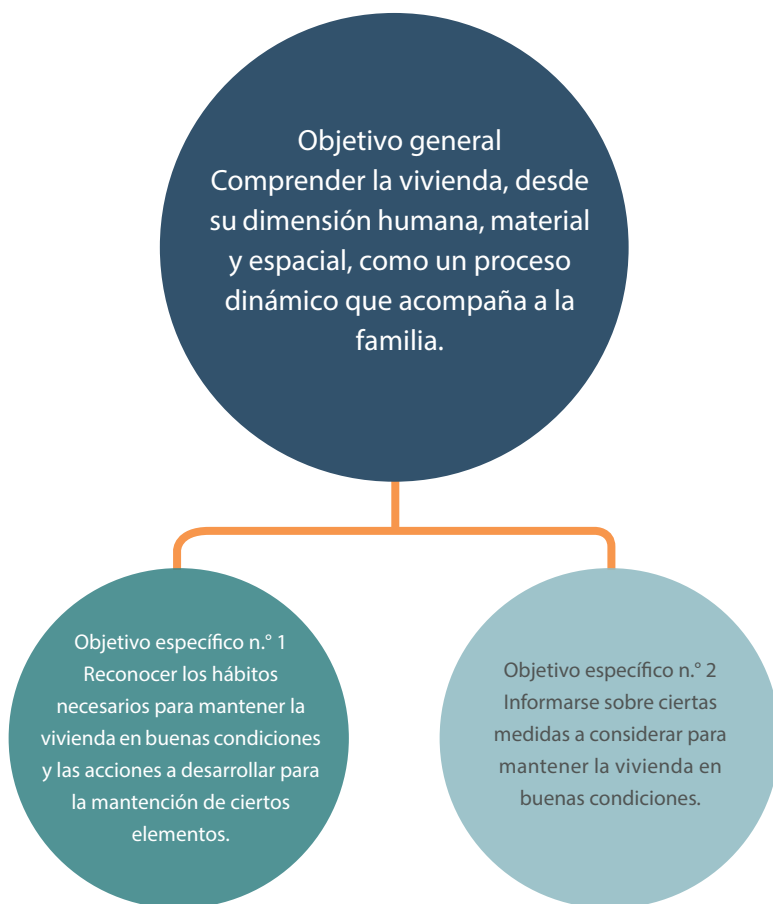 Objetivo general
Comprender la vivienda, desde
su dimensión humana, material
y espacial, como un proceso
dinámico que acompaña a la
familia.
Objetivo específico n.° 1
Reconocer los hábitos
necesarios para mantener la
vivienda en buenas condiciones
y las acciones a desarrollar para
la mantención de ciertos
elementos.
Objetivo específico n.° 2
Informarse sobre ciertas
medidas a considerar para
mantener la vivienda en
buenas condiciones.